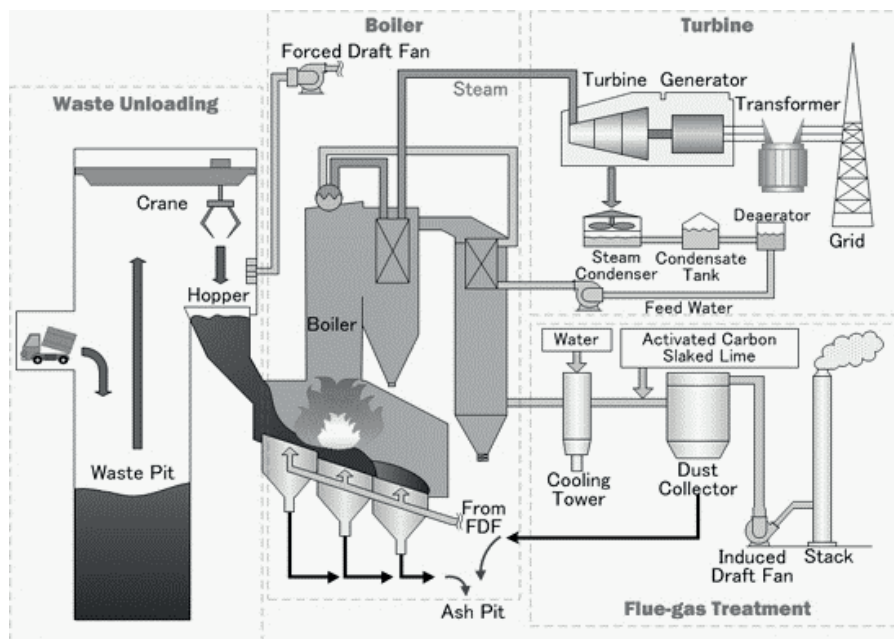 Boiler
Turbine
Forced Draft Fan
Steam
Turbine Generator
Transformer
Waste Unloading
Crane
Hopper
Deaerator
Steam
Condenser
Condensate
Tank
Grid
Feed Water
Boiler
Water
Activated Carbon
Slaked Lime
Waste Pit
Cooling
Tower
Dust
Collector
From
FDF
Induced
Draft Fan
Stack
Ash Pit
Flue-gas Treatment